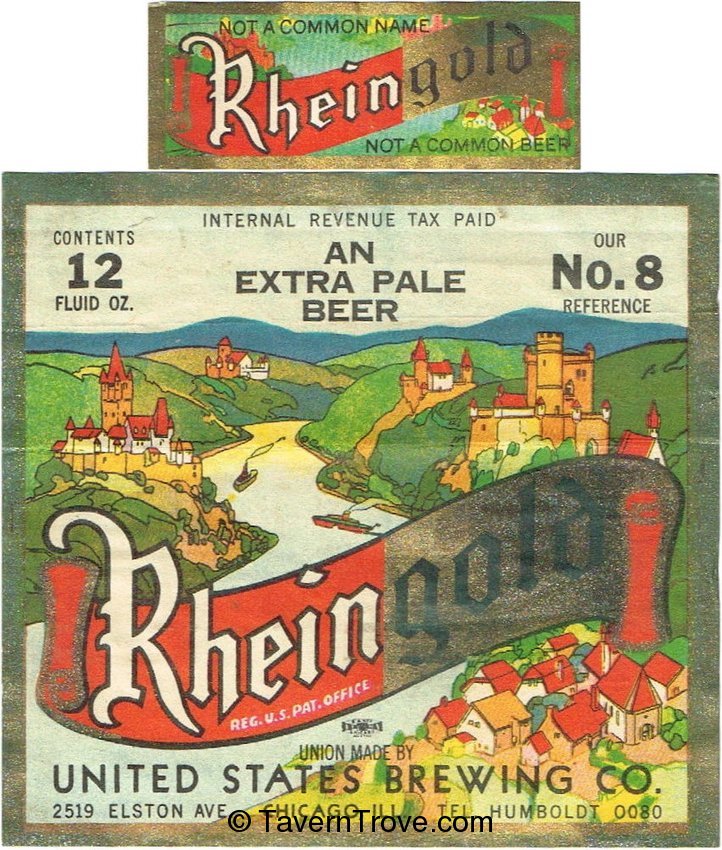 NOT A COMMON NAME
Rheingold
NOT A COMMON BEER
INTERNAL REVENUE TAX PAID
CONTENTS
12
FLUID OZ.
AN
EXTRA PALE
BEER
OUR
No. 8
REFERENCE
Rheingold
REG. U.S. PAT. OFFICE
UNION MADE BY
UNITED STATES BREWING CO.
2519 ELSTON AVE. CHICAGO, ILL. TEL. HUMBOLDT 0080
© TavernTrove.com